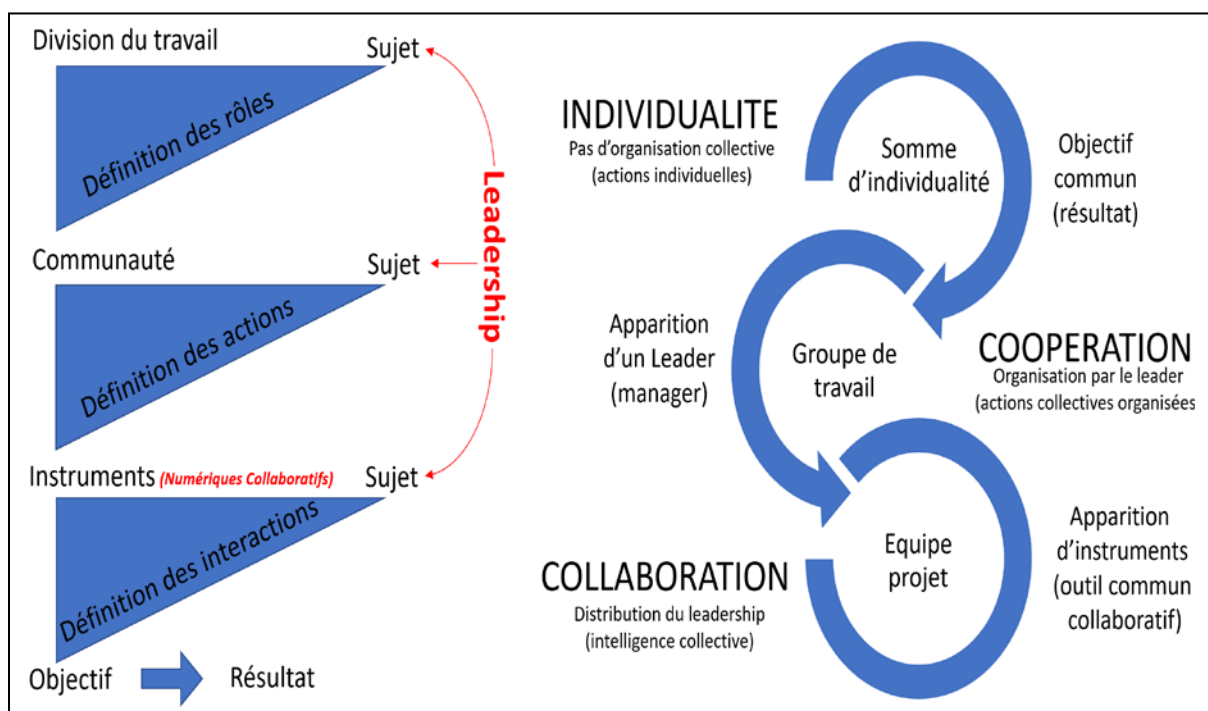 Division du travail
Sujet
Définition des rôles
Communauté
Sujet
Définition des actions
Instruments (Numériques Collaboratifs)
Sujet
Définition des interactions
Objectif
Résultat
Leadership
INDIVIDUALITE
Pas d'organisation collective
(actions individuelles)
Somme
d'individualité
Objectif
commun
(résultat)
Apparition
d'un Leader
(manager)
Groupe de
travail
COOPERATION
Organisation par le leader
(actions collectives organisées
COLLABORATION
Distribution du leadership
(intelligence collective)
Equipe
projet
Apparition
d'instruments
(outil commun
collaboratif)